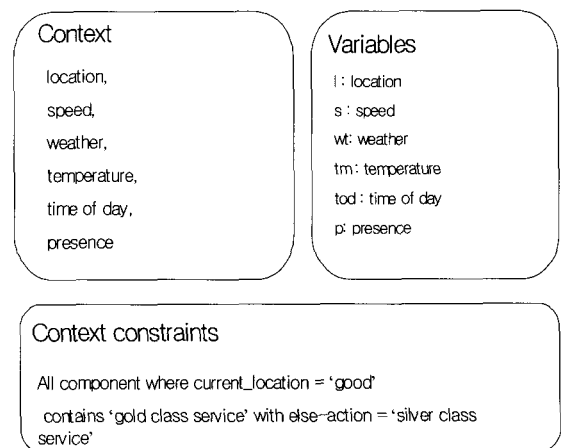 Context
location,
speed,
weather,
temperature,
time of day,
presence
Variables
l : location
s : speed
wt: weather
tm: temperature
tod : time of day
p: presence
Context constraints
All component where current_location = ‘good’
contains ‘gold class service’ with else-action = ‘silver class
service’